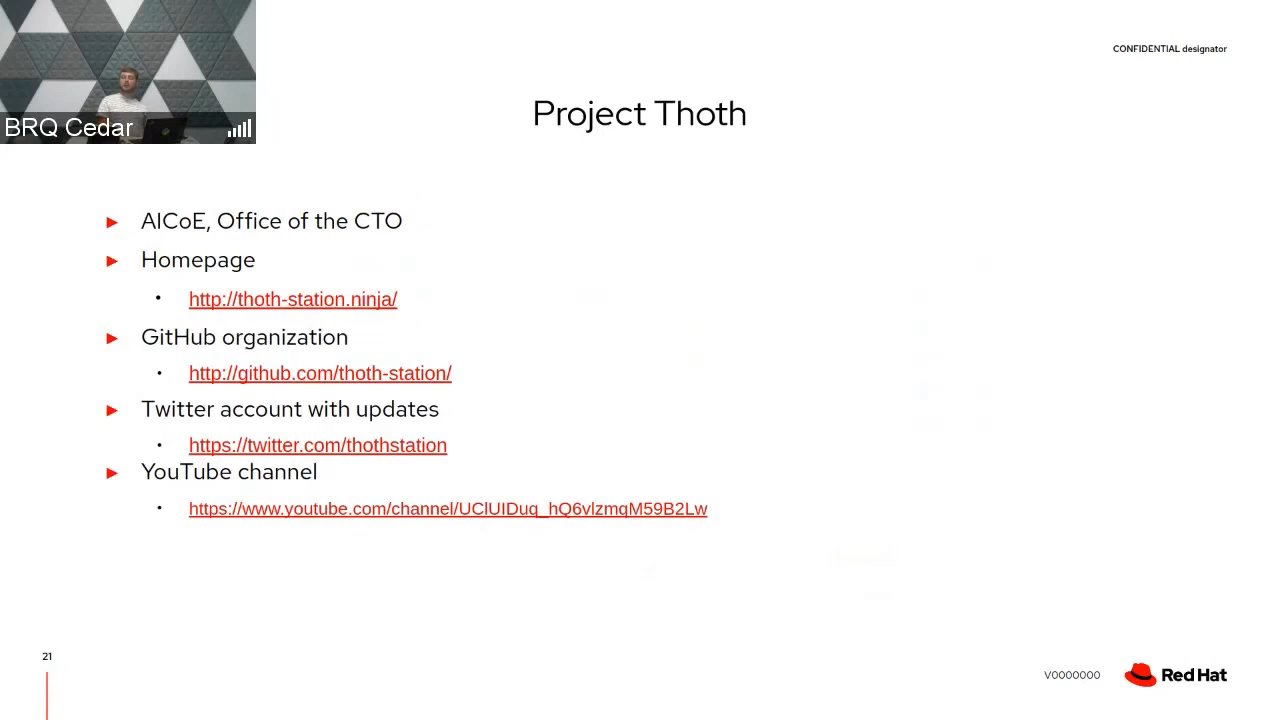 BRQ Cedar
CONFIDENTIAL designator
Project Thoth
AICoE, Office of the CTO
Homepage
http://thoth-station.ninja/
GitHub organization
http://github.com/thoth-station/
Twitter account with updates
https://twitter.com/thothstation
YouTube channel
https://www.youtube.com/channel/UClUIDuq_hQ6vlzmqM59B2Lw
21
V0000000
Red Hat